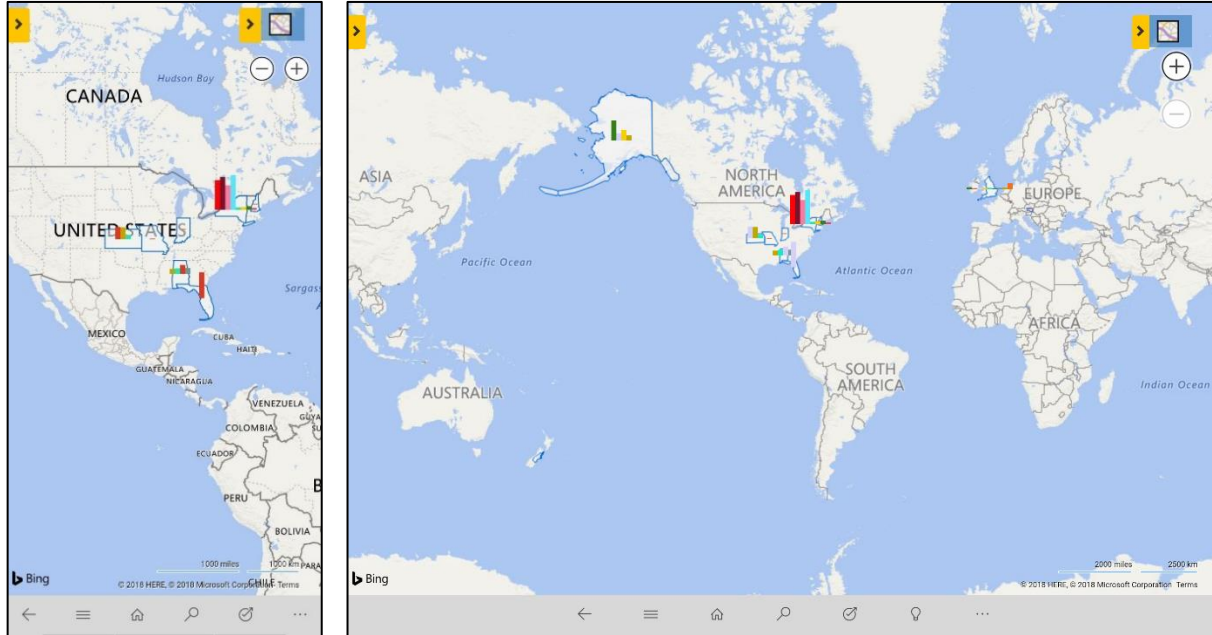 Hudson Bay
CANADA
UNITED STATES
MEXICO
CUBA
HAITI
GUATEMALA
NICARAGUA
VENEZUELA
COLOMBIA
ECUADOR
PERU
BOLIVIA
CHILE
1000 miles 1000 km
Bing
© 2018 HERE, © 2018 Microsoft Corporation Terms
ASIA
NORTH
AMERICA
EUROPE
Pacific Ocean
Atlantic Ocean
AFRICA
SOUTH
AMERICA
AUSTRALIA
Indian Ocean
2000 miles 2500 km
Bing
© 2018 HERE, © 2018 Microsoft Corporation Terms